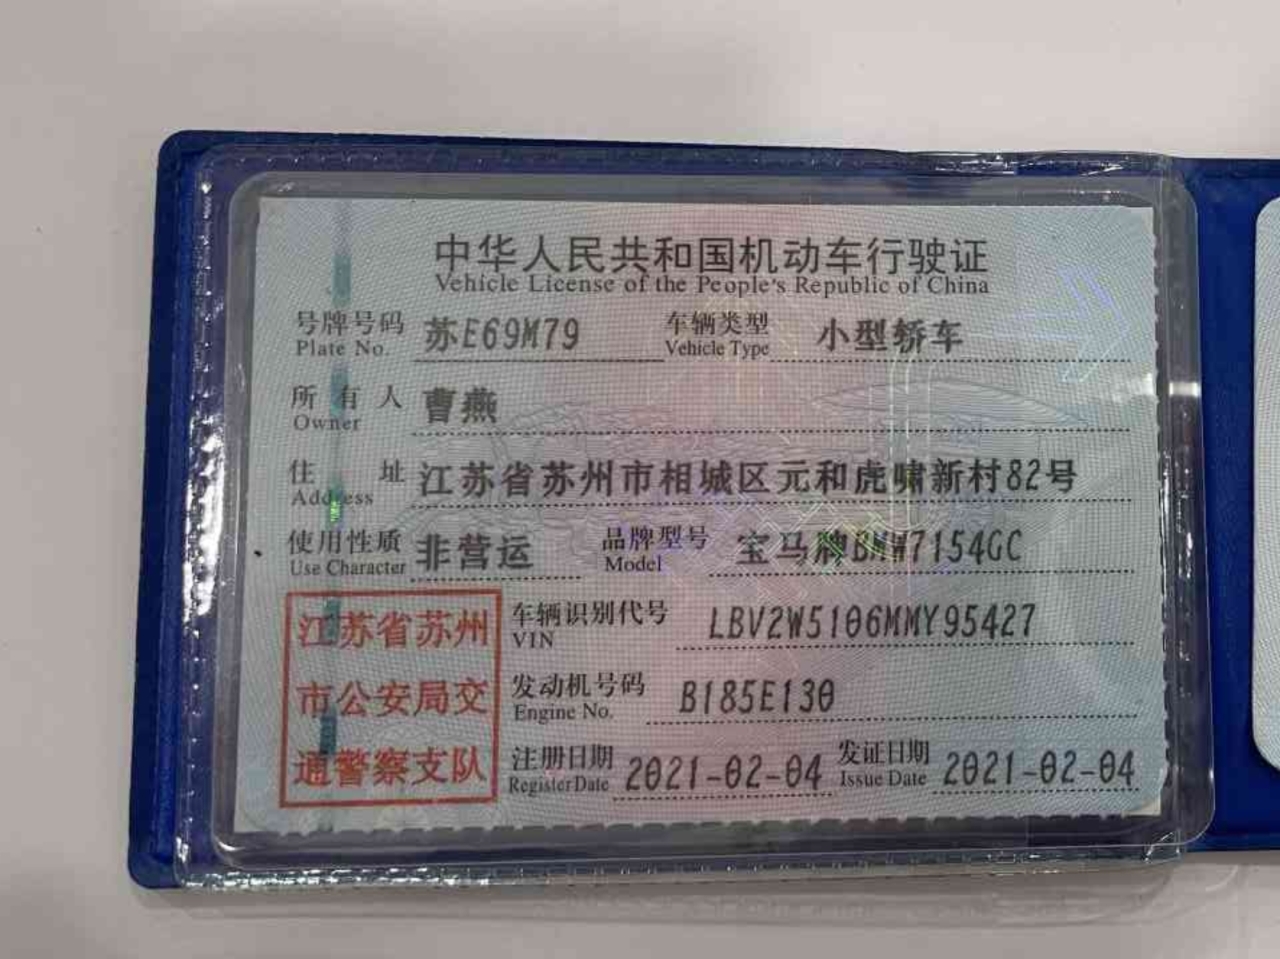 中华人民共和国机动车行驶证
Vehicle License of the People's Republic of China
号牌号码 苏E69M79 车辆类型 小型轿车
Plate No. Vehicle Type
所有人 曹燕
Owner
住址 江苏省苏州市相城区元和虎啸新村82号
Address
使用性质 非营运 品牌型号 宝马牌BMW7154GC
Use Character Model
江苏省苏州 车辆识别代号 LBV2W5106MMY95427
VIN
市公安局交 发动机号码 B185E130
Engine No.
通警察支队 注册日期 2021-02-04 发证日期 2021-02-04
Register Date Issue Date